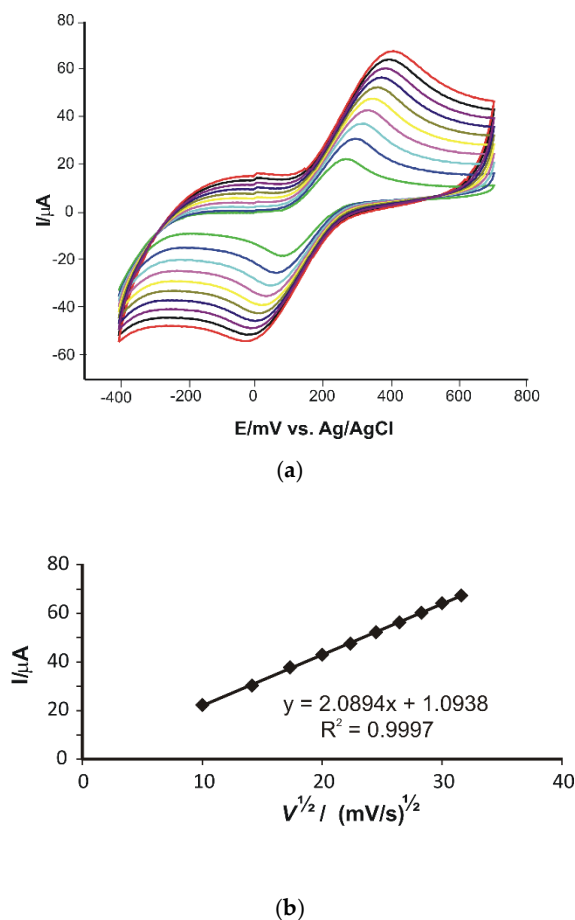 80
60
40
20
0
-20
-40
-60
I/µA
-400 -200 0 200 400 600 800
E/mV vs. Ag/AgCl
(a)
80
60
40
20
0
I/µA
y = 2.0894x + 1.0938
R² = 0.9997
0 10 20 30 40
V^½ / (mV/s)^½
(b)